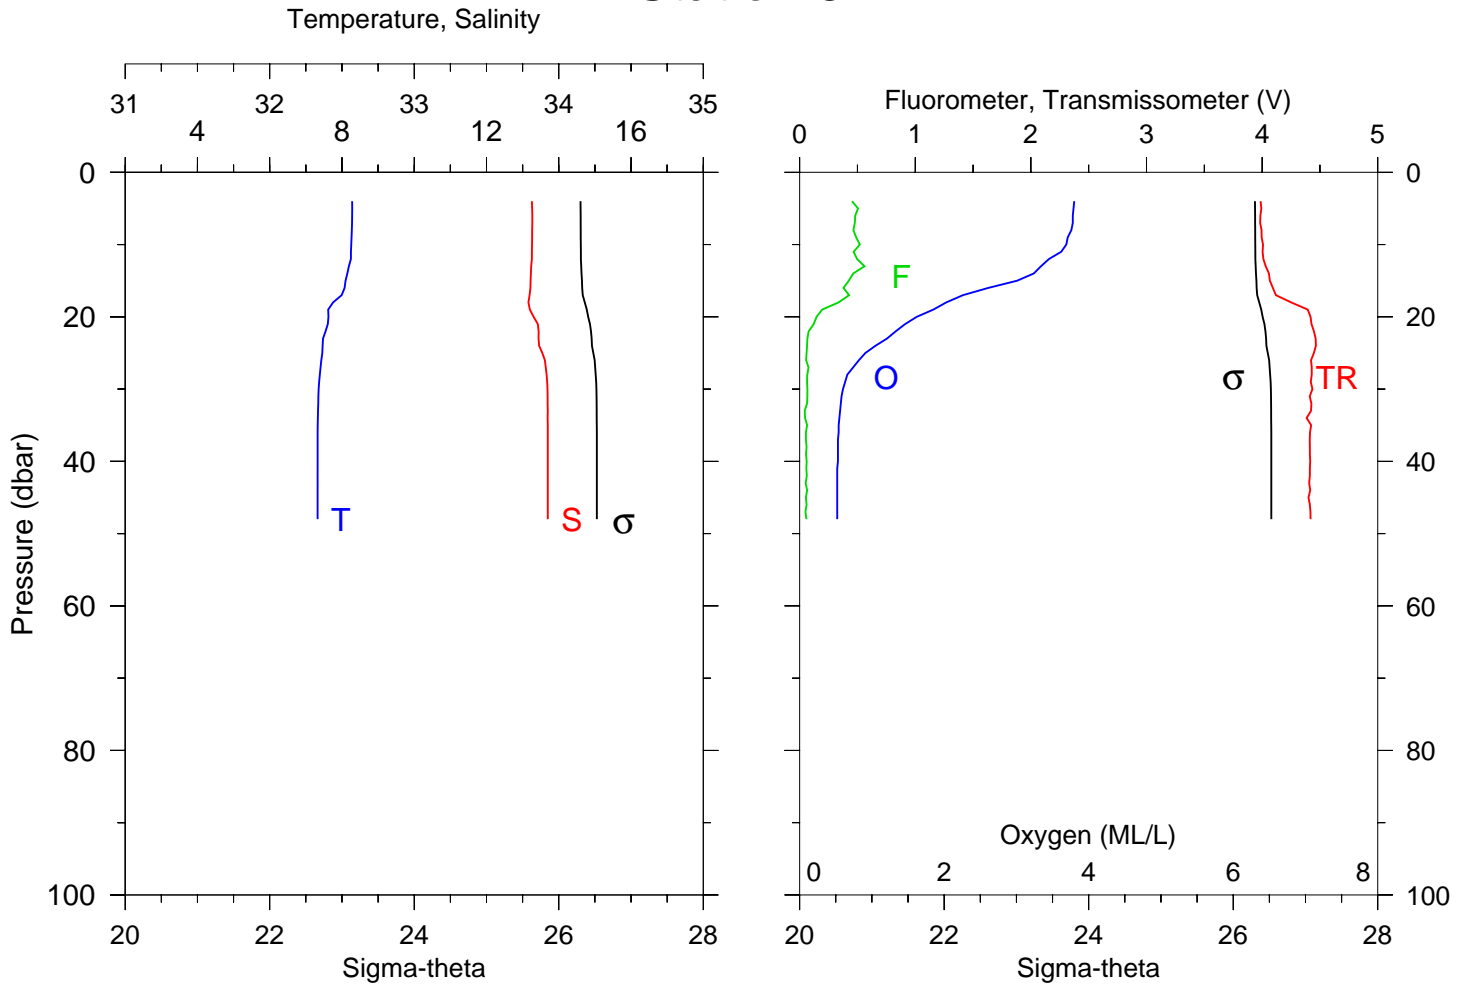 Temperature, Salinity
31 32 33 34 35
4 8 12 16
Fluorometer, Transmissometer (V)
0 1 2 3 4 5
0
20
40
60
80
100
Pressure (dbar)
T
S
σ
20 22 24 26 28
Sigma-theta
F
O
σ
TR
0
20
40
60
80
100
Oxygen (ML/L)
0 2 4 6 8
20 22 24 26 28
Sigma-theta